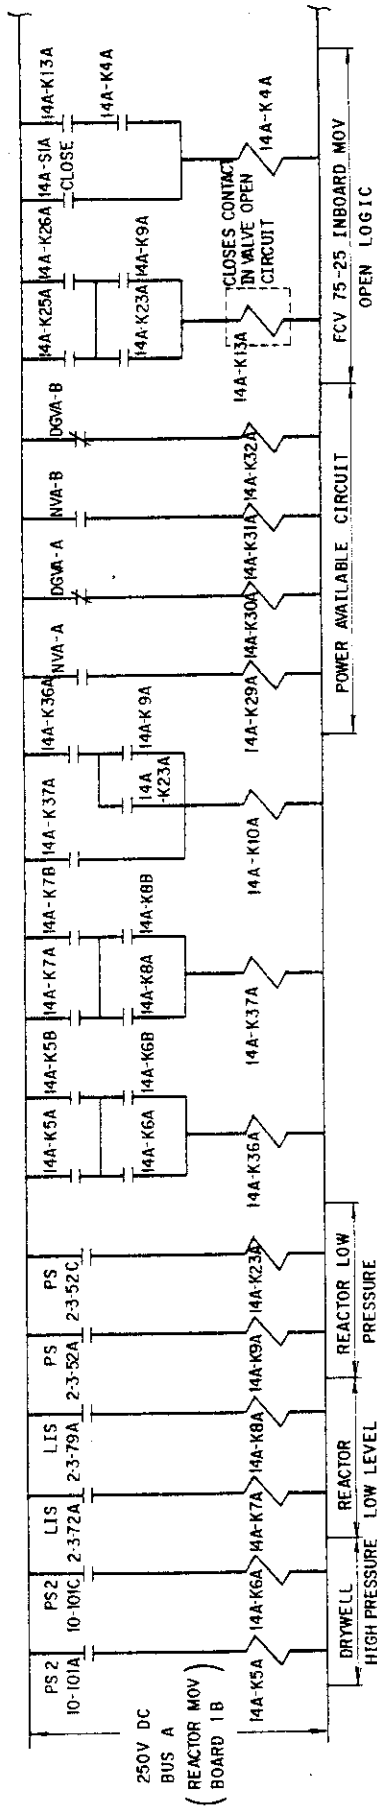 250V DC
BUS A
(REACTOR MOV)
BOARD 1B
PS2
10-101A
PS2
10-101C
LIS
2-3-72A
LIS
2-3-79A
PS
2-3-52A
PS
2-3-52C
14A-K5A
14A-K5B
14A-K7A
14A-K7B
14A-K37A
14A-K36A
NVA-A
DGVA-A
NVA-B
DGVA-B
14A-K25A
14A-K26A
14A-S1A
CLOSE
14A-K13A
14A-K6A
14A-K6B
14A-K8A
14A-K8B
14A
-K23A
14A-K9A
14A-K23A
14A-K9A
14A-K4A
CLOSES CONTACT
IN VALVE OPEN
CIRCUIT
14A-K5A
14A-K6A
14A-K7A
14A-K8A
14A-K9A
14A-K23A
14A-K36A
14A-K37A
14A-K10A
14A-K29A
14A-K30A
14A-K31A
14A-K32A
14A-K13A
14A-K4A
DRYWELL
HIGH PRESSURE
REACTOR
LOW LEVEL
REACTOR LOW
PRESSURE
POWER AVAILABLE CIRCUIT
FCV 75-25 INBOARD MOV
OPEN LOGIC